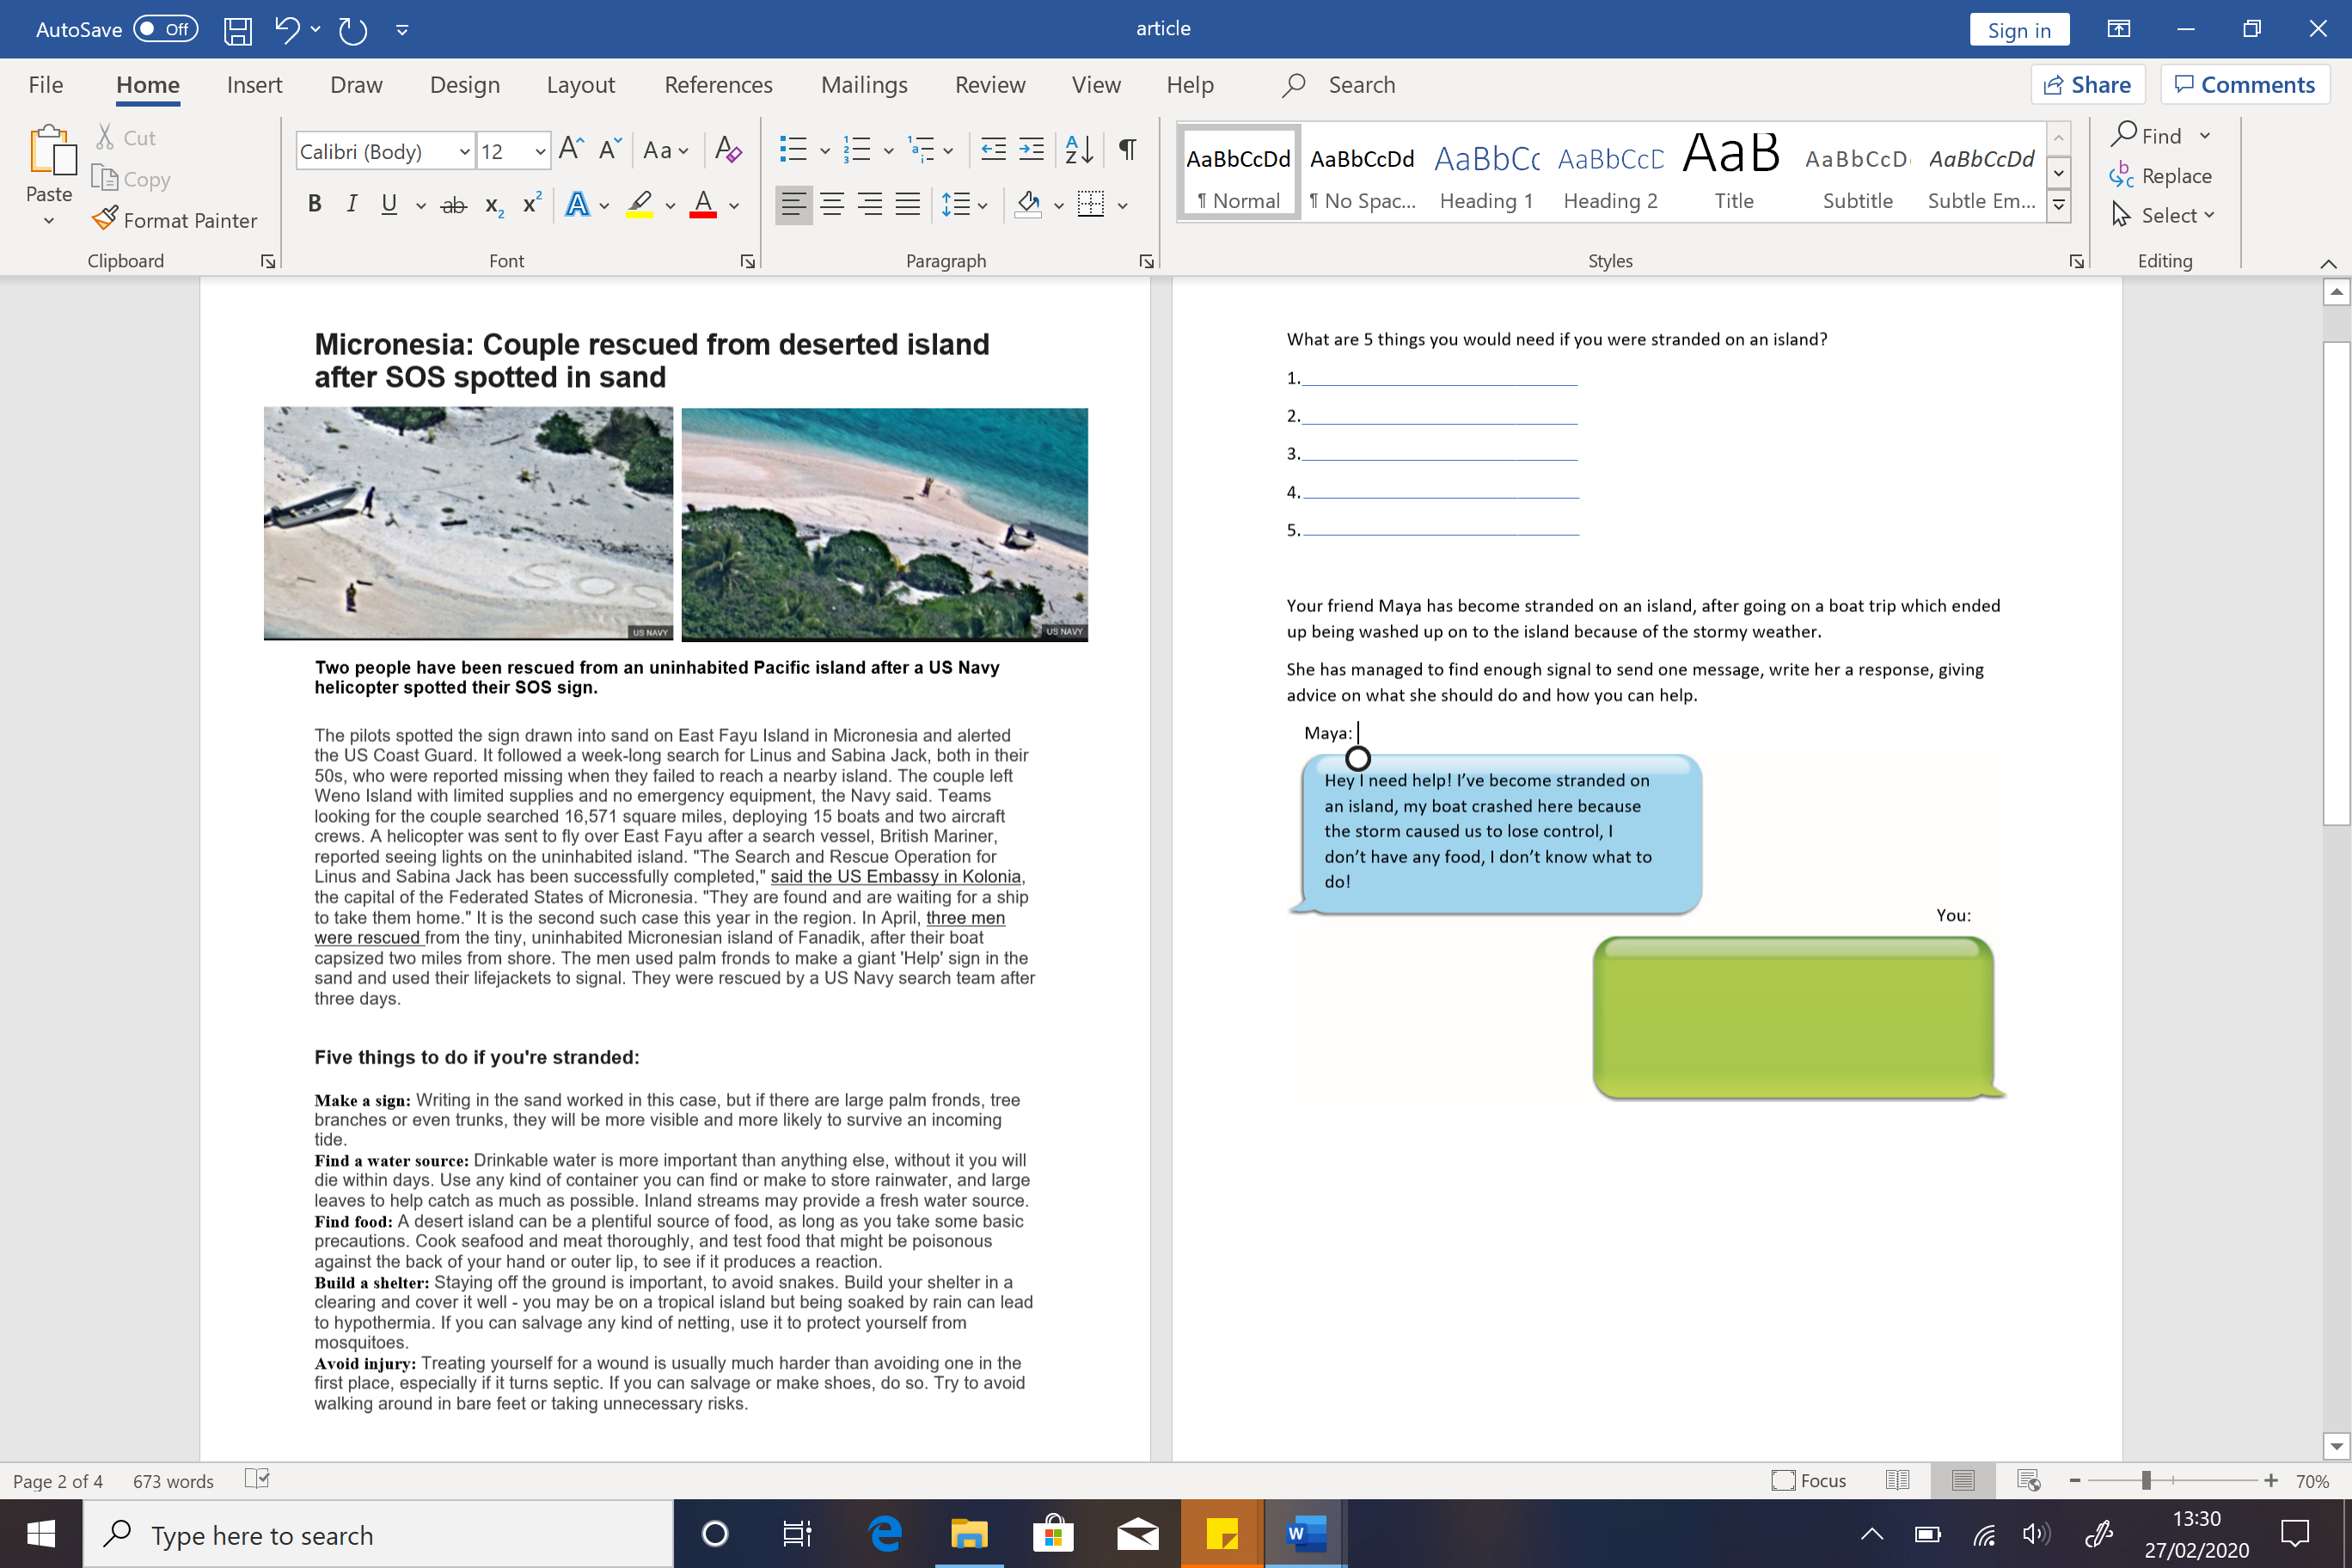 AutoSave Off article Sign in
File Home Insert Draw Design Layout References Mailings Review View Help Search Share Comments
Paste Cut Copy Format Painter
Calibri (Body) 12
AaBbCcDd AaBbCcDd AaBbCc AaBbCcD AaB AaBbCcD AaBbCcDd
¶ Normal ¶ No Spac... Heading 1 Heading 2 Title Subtitle Subtle Em...
Find
Replace
Select
Clipboard Font Paragraph Styles Editing
Micronesia: Couple rescued from deserted island
after SOS spotted in sand
SOS
US NAVY
US NAVY
Two people have been rescued from an uninhabited Pacific island after a US Navy
helicopter spotted their SOS sign.
The pilots spotted the sign drawn into sand on East Fayu Island in Micronesia and alerted
the US Coast Guard. It followed a week-long search for Linus and Sabina Jack, both in their
50s, who were reported missing when they failed to reach a nearby island. The couple left
Weno Island with limited supplies and no emergency equipment, the Navy said. Teams
looking for the couple searched 16,571 square miles, deploying 15 boats and two aircraft
crews. A helicopter was sent to fly over East Fayu after a search vessel, British Mariner,
reported seeing lights on the uninhabited island. "The Search and Rescue Operation for
Linus and Sabina Jack has been successfully completed," said the US Embassy in Kolonia,
the capital of the Federated States of Micronesia. "They are found and are waiting for a ship
to take them home." It is the second such case this year in the region. In April, three men
were rescued from the tiny, uninhabited Micronesian island of Fanadik, after their boat
capsized two miles from shore. The men used palm fronds to make a giant 'Help' sign in the
sand and used their lifejackets to signal. They were rescued by a US Navy search team after
three days.
Five things to do if you're stranded:
Make a sign: Writing in the sand worked in this case, but if there are large palm fronds, tree
branches or even trunks, they will be more visible and more likely to survive an incoming
tide.
Find a water source: Drinkable water is more important than anything else, without it you will
die within days. Use any kind of container you can find or make to store rainwater, and large
leaves to help catch as much as possible. Inland streams may provide a fresh water source.
Find food: A desert island can be a plentiful source of food, as long as you take some basic
precautions. Cook seafood and meat thoroughly, and test food that might be poisonous
against the back of your hand or outer lip, to see if it produces a reaction.
Build a shelter: Staying off the ground is important, to avoid snakes. Build your shelter in a
clearing and cover it well - you may be on a tropical island but being soaked by rain can lead
to hypothermia. If you can salvage any kind of netting, use it to protect yourself from
mosquitoes.
Avoid injury: Treating yourself for a wound is usually much harder than avoiding one in the
first place, especially if it turns septic. If you can salvage or make shoes, do so. Try to avoid
walking around in bare feet or taking unnecessary risks.
What are 5 things you would need if you were stranded on an island?
1.
2.
3.
4.
5.
Your friend Maya has become stranded on an island, after going on a boat trip which ended
up being washed up on to the island because of the stormy weather.
She has managed to find enough signal to send one message, write her a response, giving
advice on what she should do and how you can help.
Maya:
Hey I need help! I've become stranded on
an island, my boat crashed here because
the storm caused us to lose control, I
don't have any food, I don't know what to
do!
You:
Page 2 of 4 673 words Focus 70%
Type here to search 13:30
27/02/2020